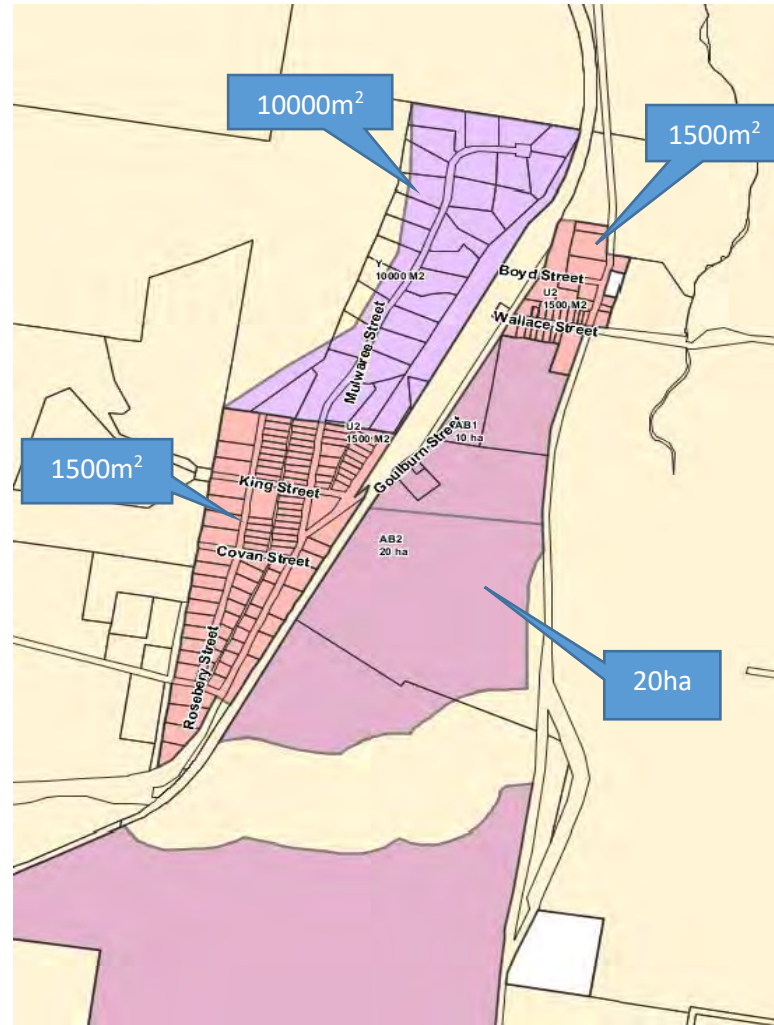 10000m²
1500m²
Y
10000 M2
Boyd Street
U2
1500 M2
Wallace Street
Mulwaree Street
U2
1500 M2
AB1
10 ha
Goulburn Street
1500m²
King Street
Covan Street
AB2
20 ha
Rosebery Street
20ha